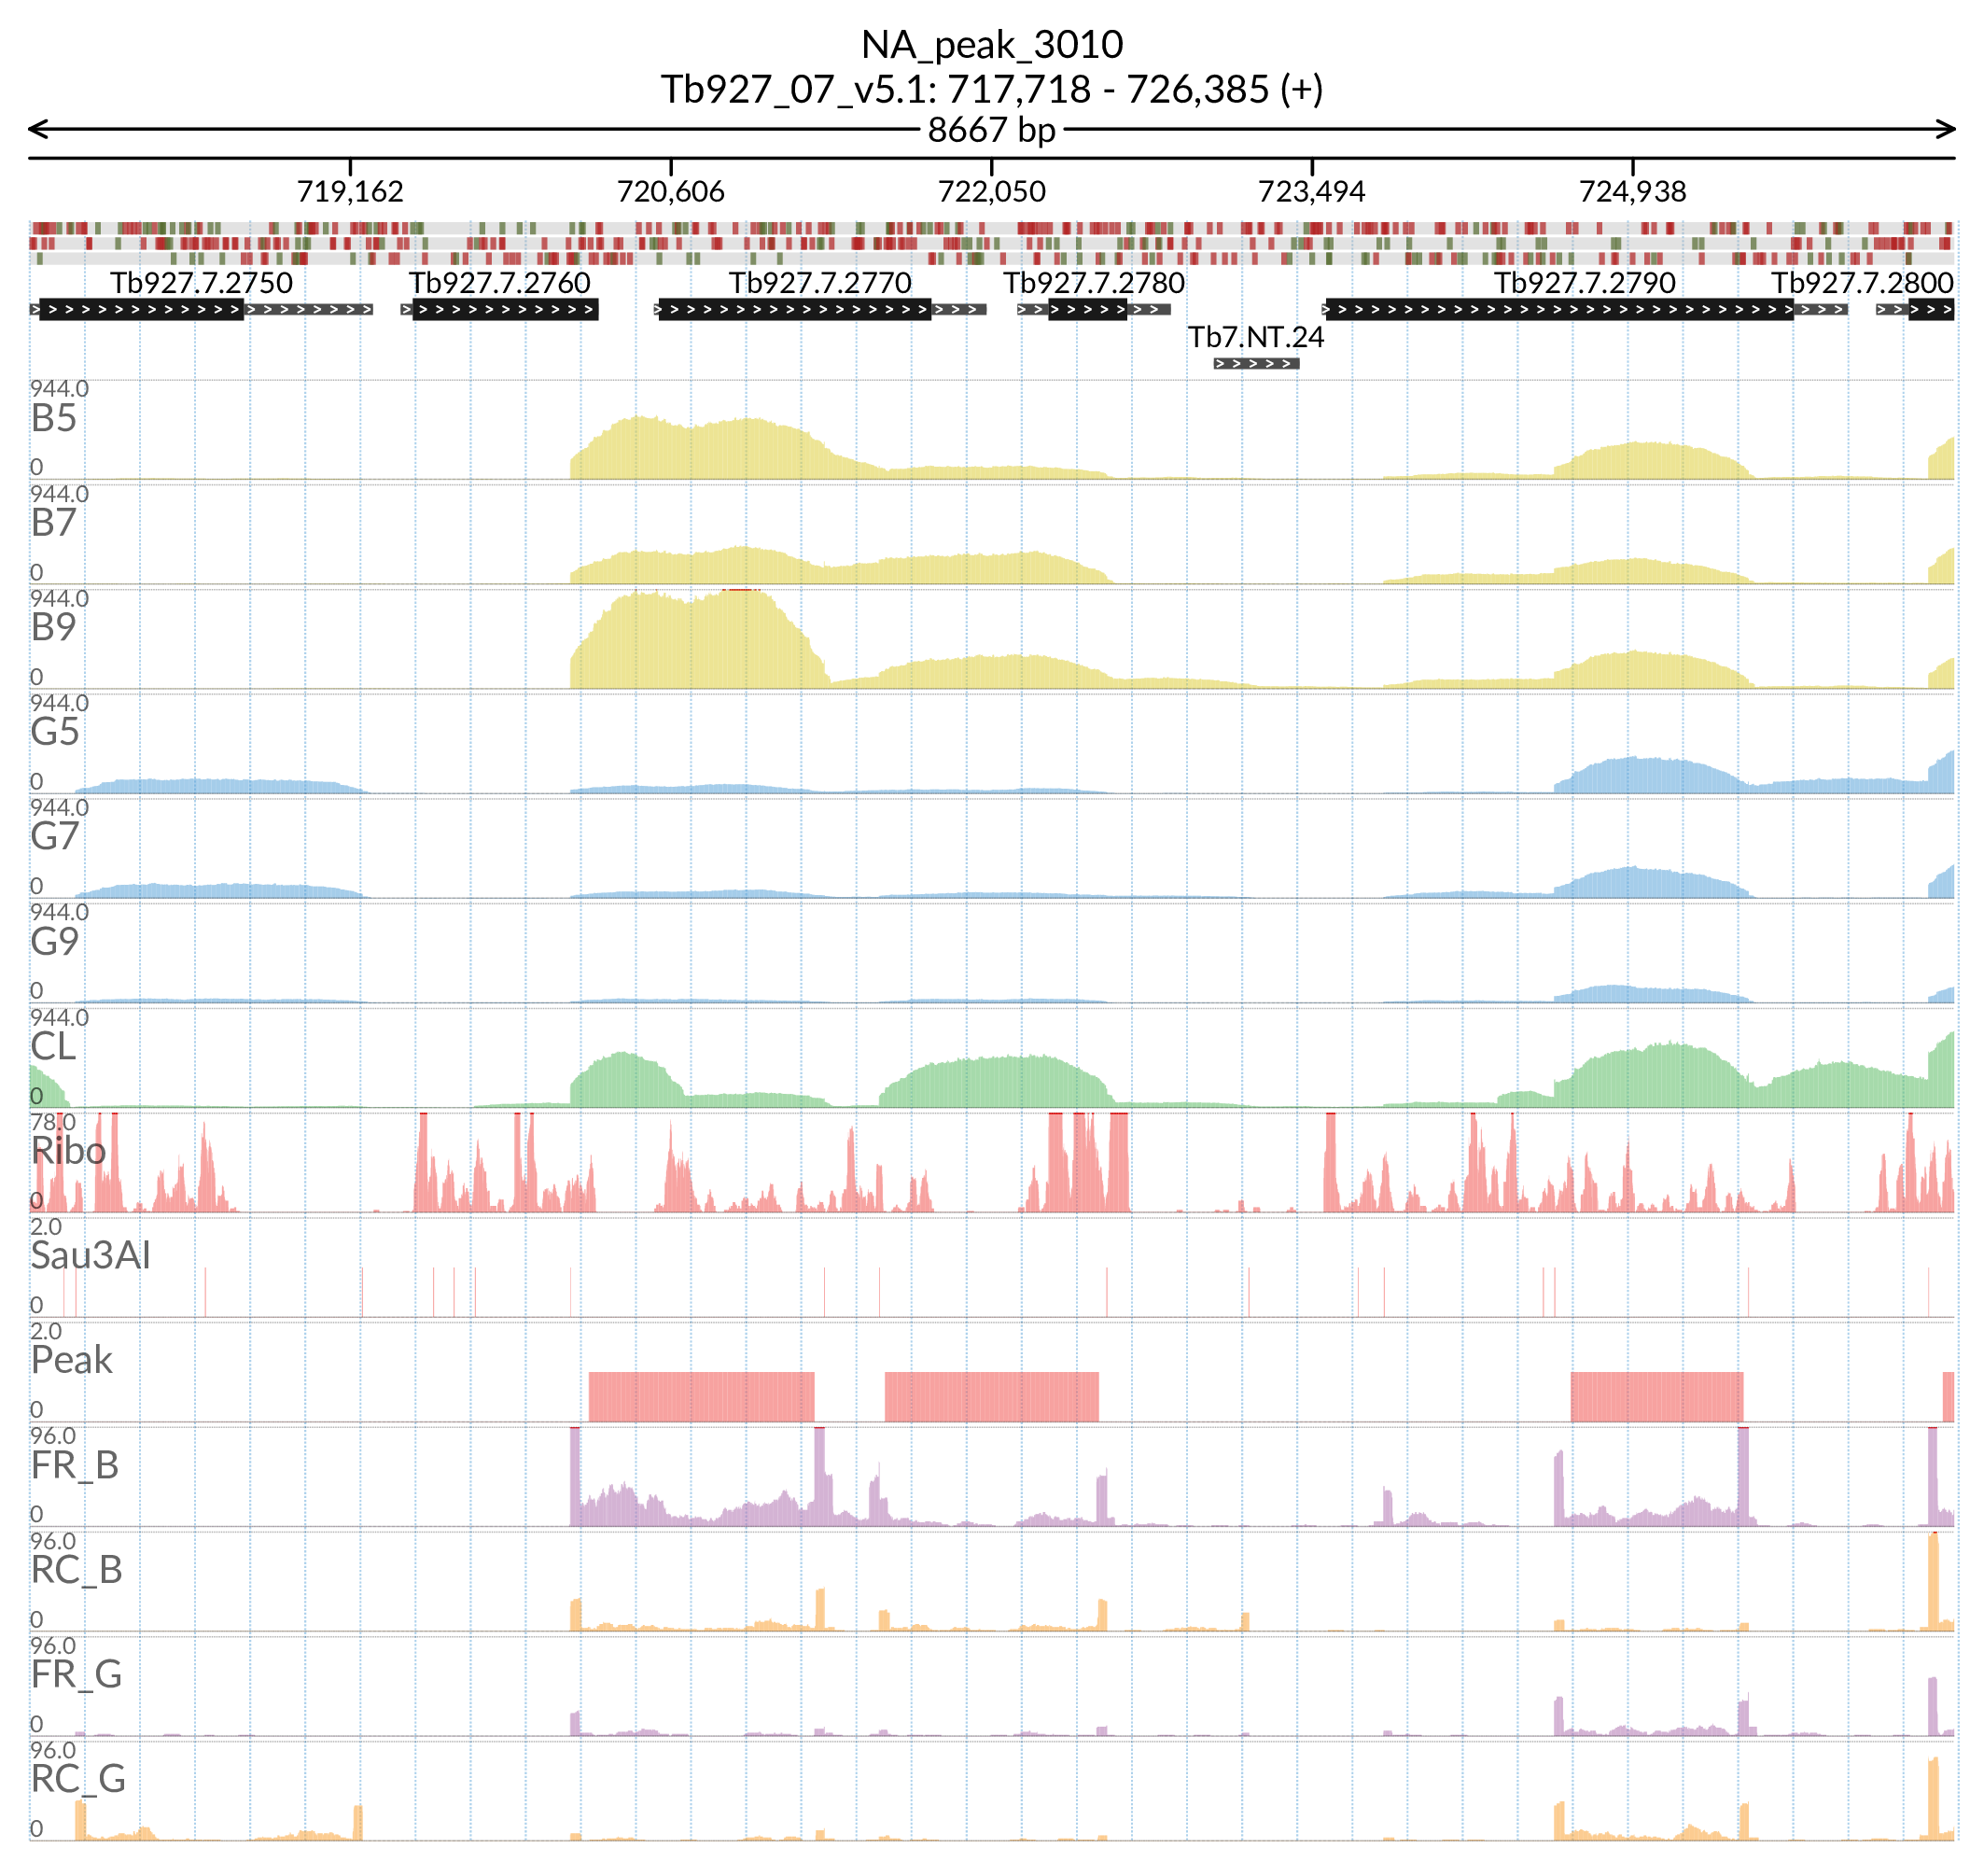 NA_peak_3010
Tb927_07_v5.1: 717,718 - 726,385 (+)
8667 bp
719,162 720,606 722,050 723,494 724,938
Tb927.7.2750 Tb927.7.2760 Tb927.7.2770 Tb927.7.2780 Tb927.7.2790 Tb927.7.2800
Tb7.NT.24
944.0
B5
0
944.0
B7
0
944.0
B9
0
944.0
G5
0
944.0
G7
0
944.0
G9
0
944.0
CL
0
78.0
Ribo
0
2.0
Sau3AI
0
2.0
Peak
0
96.0
FR_B
0
96.0
RC_B
0
96.0
FR_G
0
96.0
RC_G
0